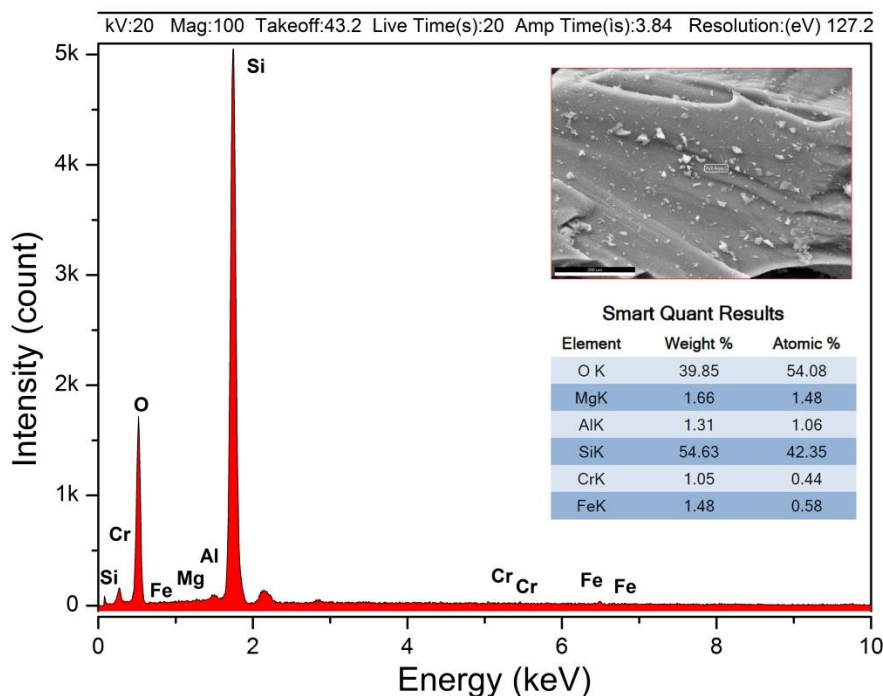 kV:20 Mag:100 Takeoff:43.2 Live Time(s):20 Amp Time(ìs):3.84 Resolution:(eV) 127.2
5k
4k
3k
2k
1k
0
Intensity (count)
Si
O
Cr
Si
Fe
Mg
Al
Cr
Cr
Fe
Fe
Smart Quant Results
Element Weight % Atomic %
O K 39.85 54.08
MgK 1.66 1.48
AlK 1.31 1.06
SiK 54.63 42.35
CrK 1.05 0.44
FeK 1.48 0.58
0 2 4 6 8 10
Energy (keV)